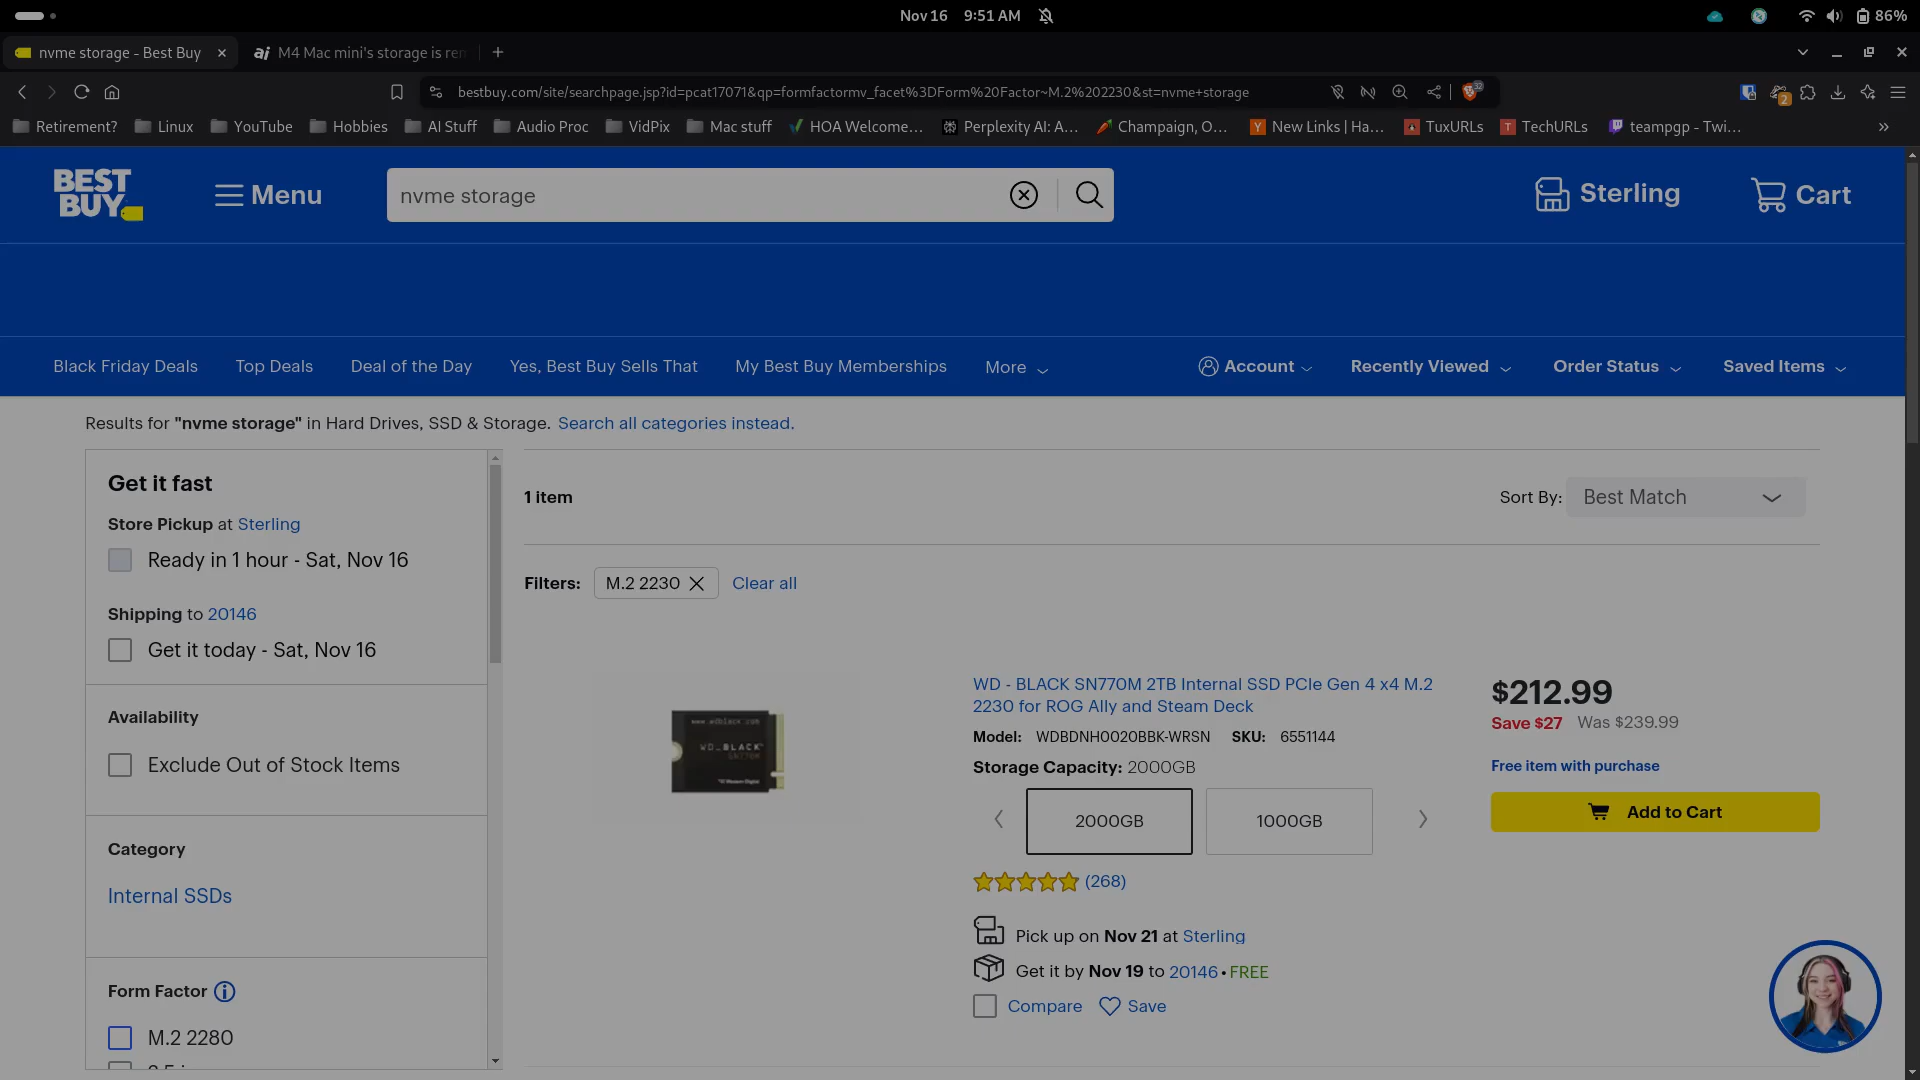 Nov 16 9:51 AM
86%
nvme storage - Best Buy
ai M4 Mac mini's storage is rem
bestbuy.com/site/searchpage.jsp?id=pcat17071&qp=formfactormv_facet%3DForm%20Factor~M.2%202230&st=nvme+storage
32
2
Retirement? Linux YouTube Hobbies AI Stuff Audio Proc VidPix Mac stuff HOA Welcome… Perplexity AI: A… Champaign, O… New Links | Ha… TuxURLs TechURLs teampgp - Twi…
BEST
BUY
Menu
nvme storage
Sterling
Cart
Black Friday Deals Top Deals Deal of the Day Yes, Best Buy Sells That My Best Buy Memberships More Account Recently Viewed Order Status Saved Items
Results for "nvme storage" in Hard Drives, SSD & Storage. Search all categories instead.
Get it fast
Store Pickup at Sterling
Ready in 1 hour - Sat, Nov 16
Shipping to 20146
Get it today - Sat, Nov 16
Availability
Exclude Out of Stock Items
Category
Internal SSDs
Form Factor
M.2 2280
1 item
Sort By: Best Match
Filters: M.2 2230 Clear all
WD_BLACK
WD - BLACK SN770M 2TB Internal SSD PCIe Gen 4 x4 M.2
2230 for ROG Ally and Steam Deck
Model: WDBDNH0020BBK-WRSN SKU: 6551144
Storage Capacity: 2000GB
2000GB 1000GB
(268)
Pick up on Nov 21 at Sterling
Get it by Nov 19 to 20146 • FREE
Compare Save
$212.99
Save $27 Was $239.99
Free item with purchase
Add to Cart